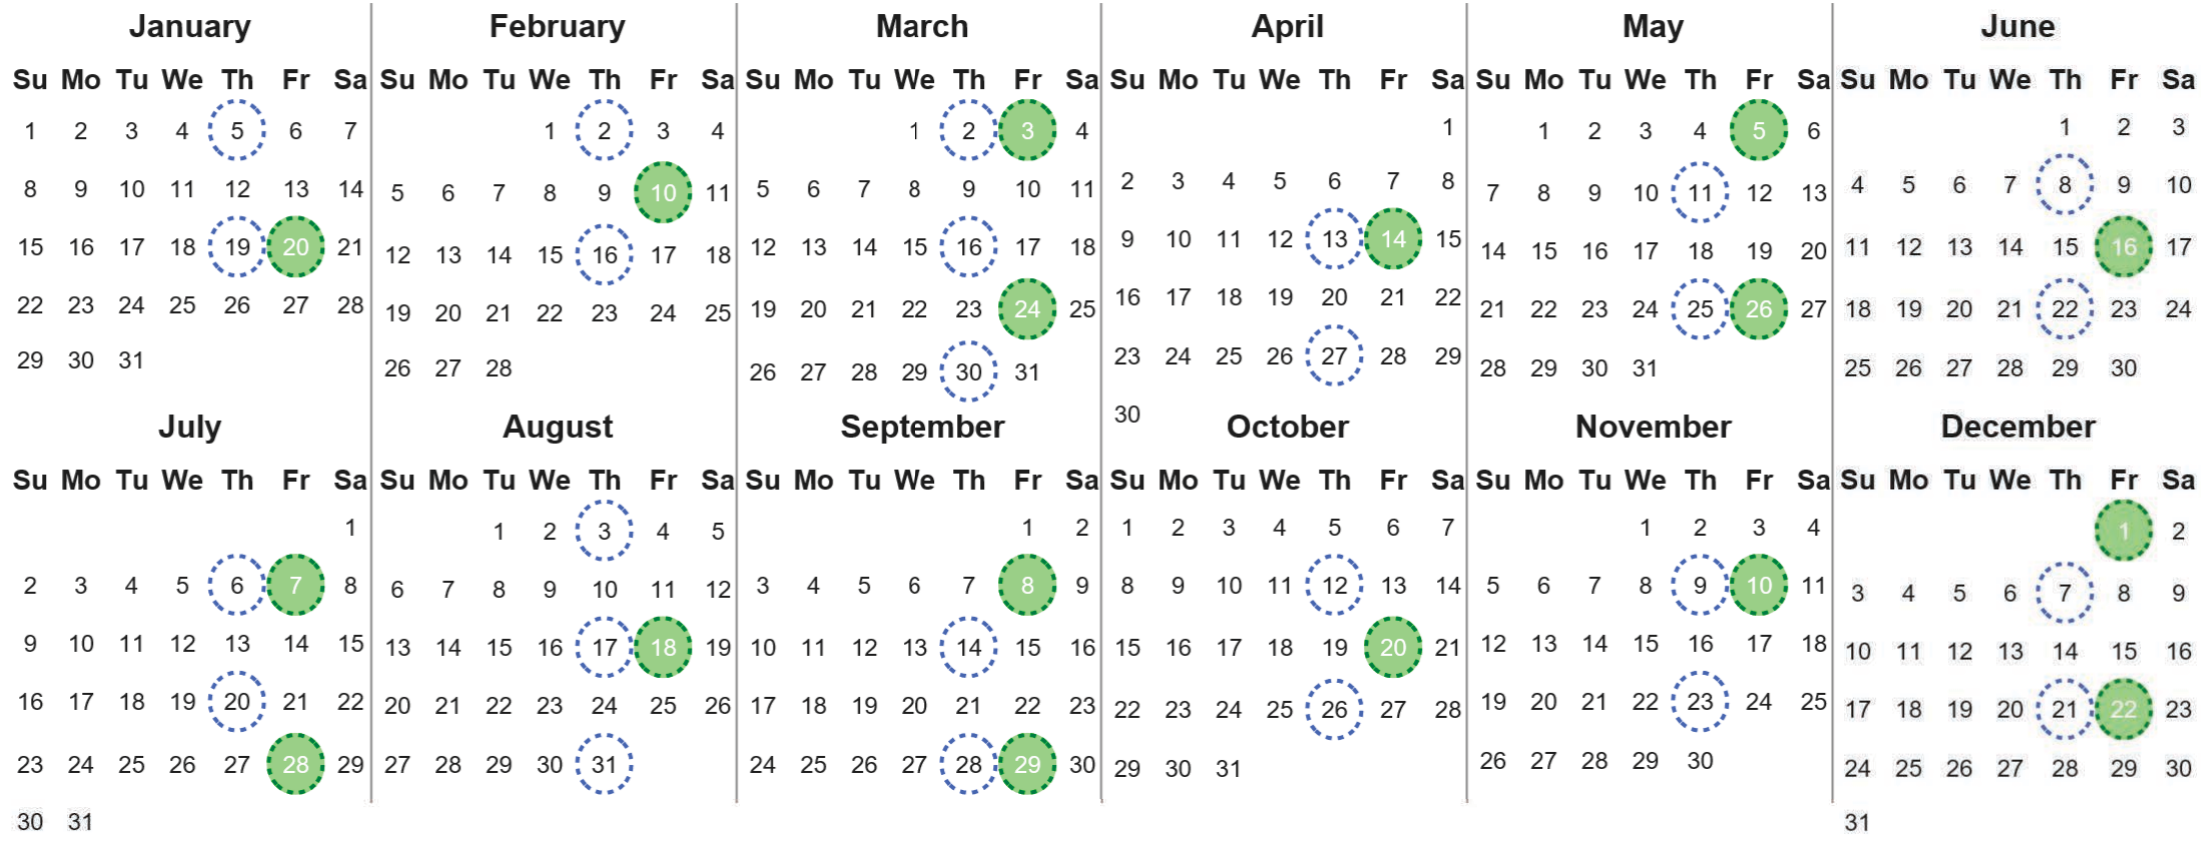 January
Su Mo Tu We Th Fr Sa
1 2 3 4 5 6 7
8 9 10 11 12 13 14
15 16 17 18 19 20 21
22 23 24 25 26 27 28
29 30 31
February
Su Mo Tu We Th Fr Sa
1 2 3 4
5 6 7 8 9 10 11
12 13 14 15 16 17 18
19 20 21 22 23 24 25
26 27 28
March
Su Mo Tu We Th Fr Sa
1 2 3 4
5 6 7 8 9 10 11
12 13 14 15 16 17 18
19 20 21 22 23 24 25
26 27 28 29 30 31
April
Su Mo Tu We Th Fr Sa
1
2 3 4 5 6 7 8
9 10 11 12 13 14 15
16 17 18 19 20 21 22
23 24 25 26 27 28 29
30
May
Su Mo Tu We Th Fr Sa
1 2 3 4 5 6
7 8 9 10 11 12 13
14 15 16 17 18 19 20
21 22 23 24 25 26 27
28 29 30 31
June
Su Mo Tu We Th Fr Sa
1 2 3
4 5 6 7 8 9 10
11 12 13 14 15 16 17
18 19 20 21 22 23 24
25 26 27 28 29 30
July
Su Mo Tu We Th Fr Sa
1
2 3 4 5 6 7 8
9 10 11 12 13 14 15
16 17 18 19 20 21 22
23 24 25 26 27 28 29
30 31
August
Su Mo Tu We Th Fr Sa
1 2 3 4 5
6 7 8 9 10 11 12
13 14 15 16 17 18 19
20 21 22 23 24 25 26
27 28 29 30 31
September
Su Mo Tu We Th Fr Sa
1 2
3 4 5 6 7 8 9
10 11 12 13 14 15 16
17 18 19 20 21 22 23
24 25 26 27 28 29 30
October
Su Mo Tu We Th Fr Sa
1 2 3 4 5 6 7
8 9 10 11 12 13 14
15 16 17 18 19 20 21
22 23 24 25 26 27 28
29 30 31
November
Su Mo Tu We Th Fr Sa
1 2 3 4
5 6 7 8 9 10 11
12 13 14 15 16 17 18
19 20 21 22 23 24 25
26 27 28 29 30
December
Su Mo Tu We Th Fr Sa
1 2
3 4 5 6 7 8 9
10 11 12 13 14 15 16
17 18 19 20 21 22 23
24 25 26 27 28 29 30
31